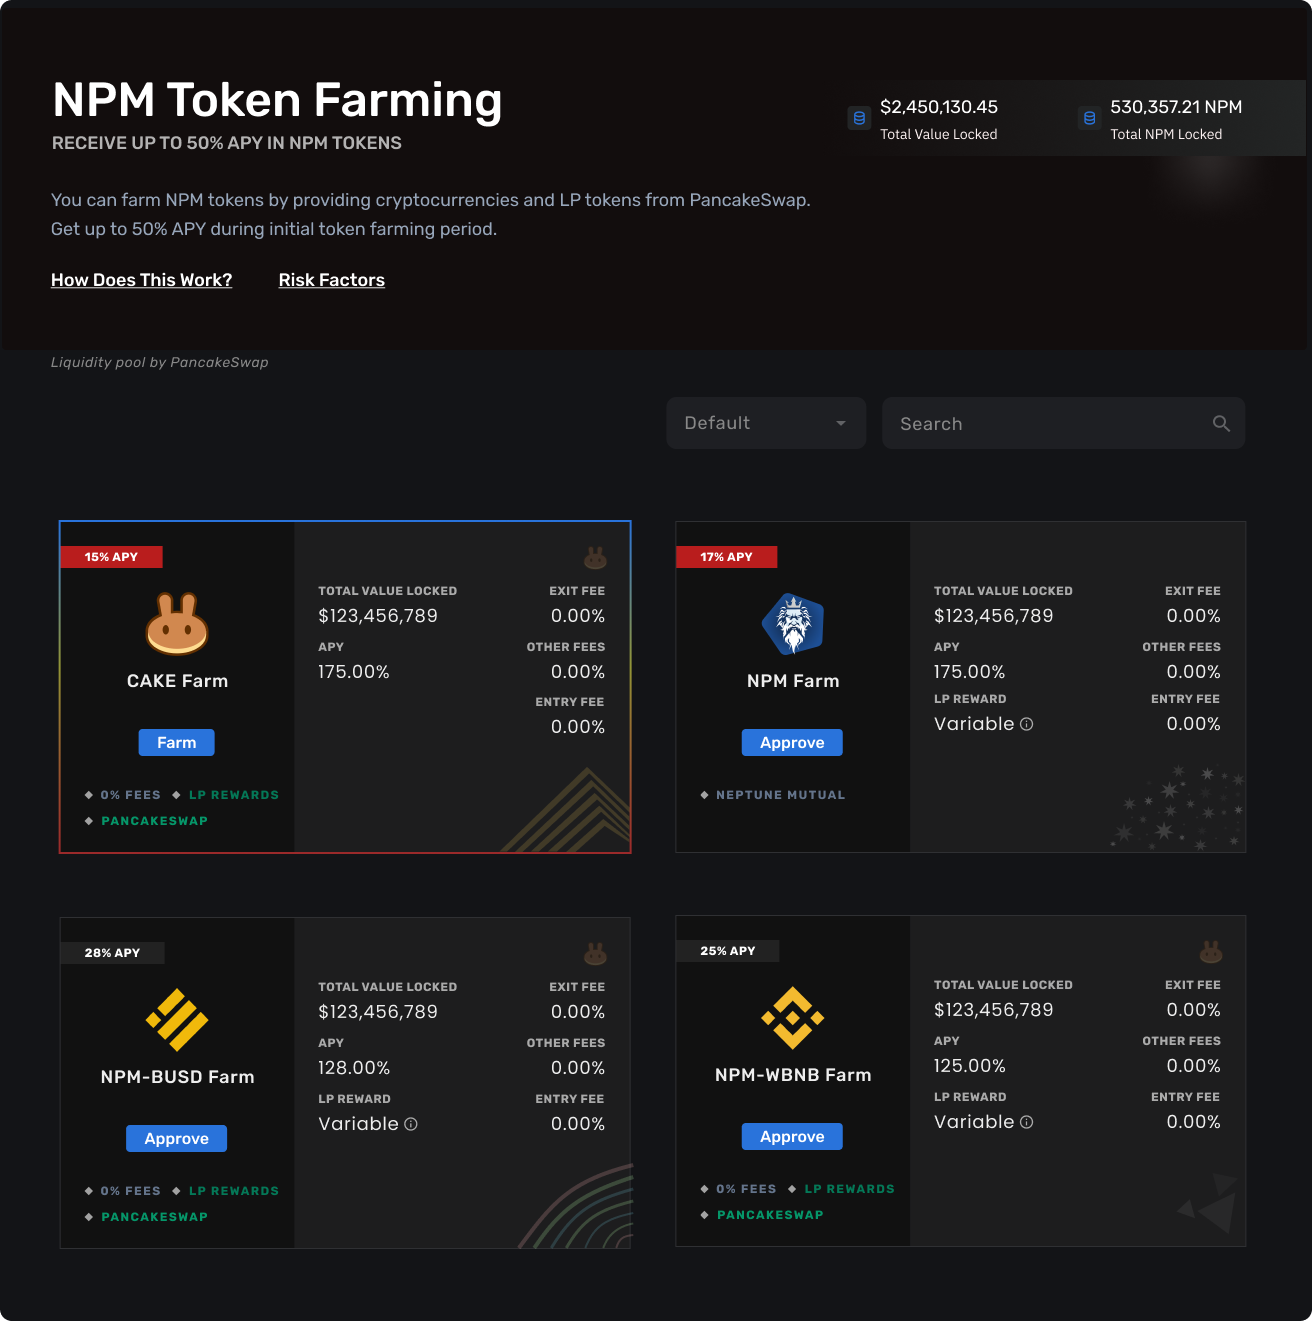 NPM Token Farming
RECEIVE UP TO 50% APY IN NPM TOKENS
$2,450,130.45
Total Value Locked
530,357.21 NPM
Total NPM Locked
You can farm NPM tokens by providing cryptocurrencies and LP tokens from PancakeSwap.
Get up to 50% APY during initial token farming period.
How Does This Work?
Risk Factors
Liquidity pool by PancakeSwap
Default
Search
15% APY
CAKE Farm
Farm
0% FEES
LP REWARDS
PANCAKESWAP
TOTAL VALUE LOCKED
$123,456,789
EXIT FEE
0.00%
APY
175.00%
OTHER FEES
0.00%
ENTRY FEE
0.00%
17% APY
NPM Farm
Approve
NEPTUNE MUTUAL
TOTAL VALUE LOCKED
$123,456,789
EXIT FEE
0.00%
APY
175.00%
OTHER FEES
0.00%
LP REWARD
Variable
ENTRY FEE
0.00%
28% APY
NPM-BUSD Farm
Approve
0% FEES
LP REWARDS
PANCAKESWAP
TOTAL VALUE LOCKED
$123,456,789
EXIT FEE
0.00%
APY
128.00%
OTHER FEES
0.00%
LP REWARD
Variable
ENTRY FEE
0.00%
25% APY
NPM-WBNB Farm
Approve
0% FEES
LP REWARDS
PANCAKESWAP
TOTAL VALUE LOCKED
$123,456,789
EXIT FEE
0.00%
APY
125.00%
OTHER FEES
0.00%
LP REWARD
Variable
ENTRY FEE
0.00%